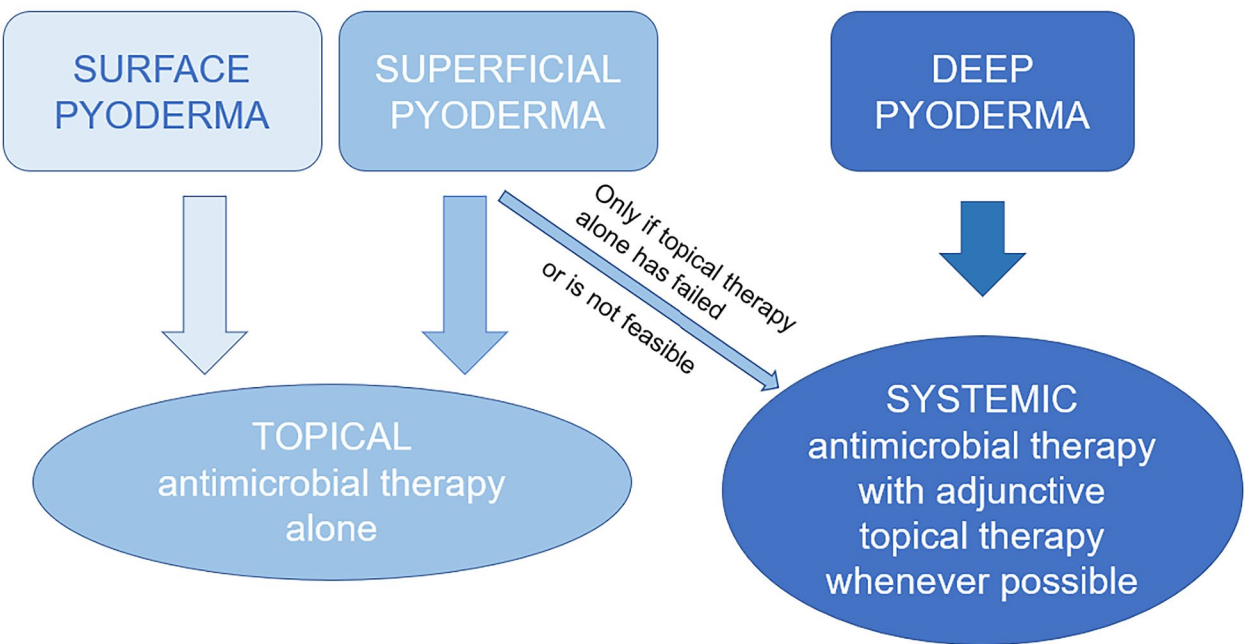 SURFACE
PYODERMA
SUPERFICIAL
PYODERMA
DEEP
PYODERMA
Only if topical therapy
alone has failed
or is not feasible
TOPICAL
antimicrobial therapy
alone
SYSTEMIC
antimicrobial therapy
with adjunctive
topical therapy
whenever possible